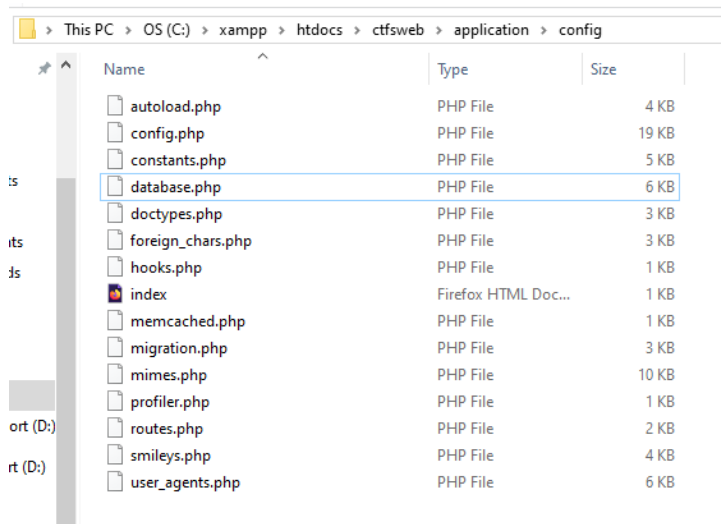 This PC > OS (C:) > xampp > htdocs > ctfsweb > application > config
Name Type Size
autoload.php PHP File 4 KB
config.php PHP File 19 KB
constants.php PHP File 5 KB
ts
database.php PHP File 6 KB
doctypes.php PHP File 3 KB
nts
foreign_chars.php PHP File 3 KB
ds
hooks.php PHP File 1 KB
index Firefox HTML Doc... 1 KB
memcached.php PHP File 1 KB
migration.php PHP File 3 KB
mimes.php PHP File 10 KB
profiler.php PHP File 1 KB
ort (D:)
routes.php PHP File 2 KB
smileys.php PHP File 4 KB
rt (D:)
user_agents.php PHP File 6 KB